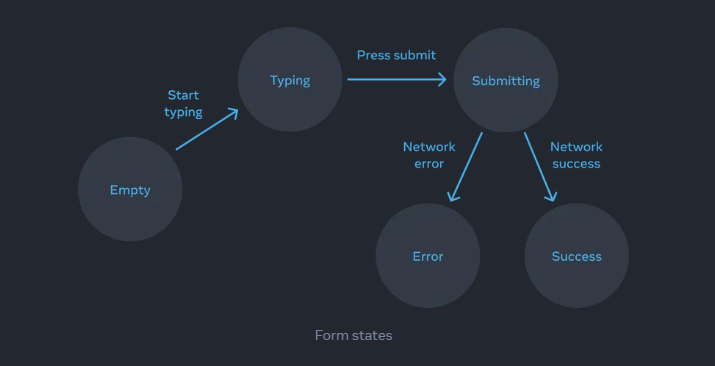 Press submit
Typing
Submitting
Start
typing
Network
error
Network
success
Empty
Error
Success
Form states